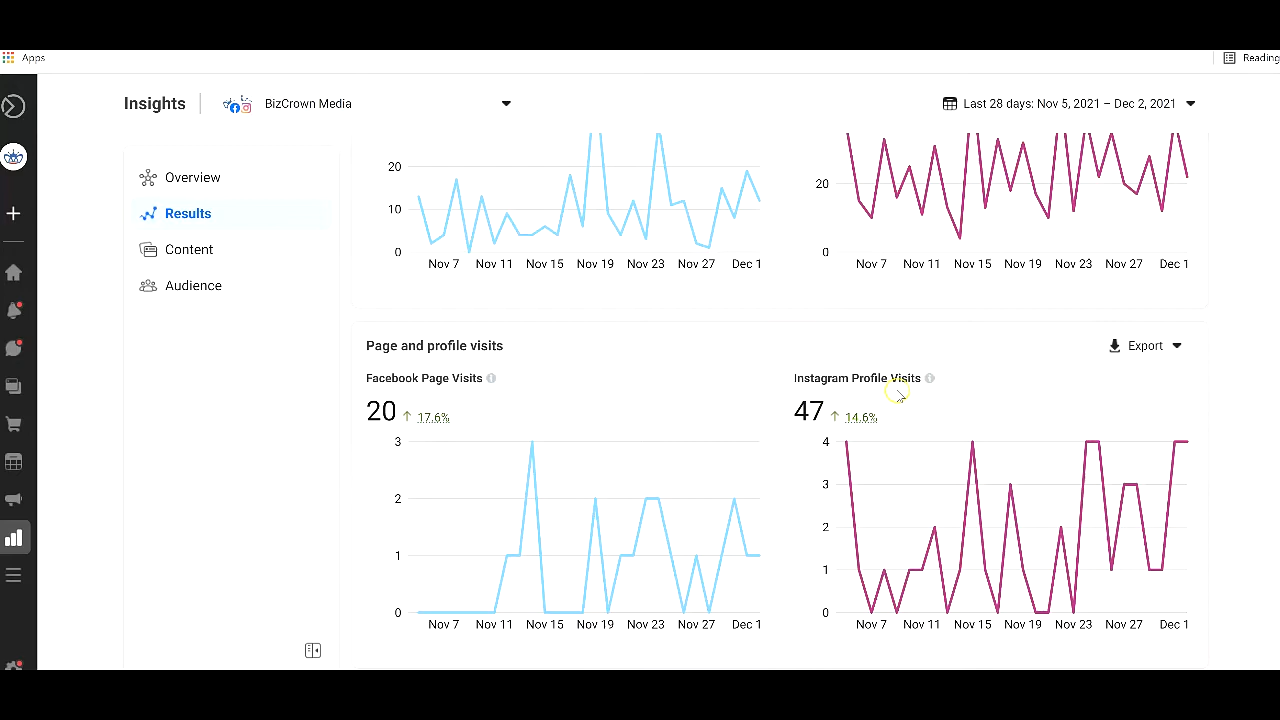 Apps
Reading
Insights
BizCrown Media
Last 28 days: Nov 5, 2021 – Dec 2, 2021
Overview
Results
Content
Audience
20
10
0
Nov 7 Nov 11 Nov 15 Nov 19 Nov 23 Nov 27 Dec 1
20
0
Nov 7 Nov 11 Nov 15 Nov 19 Nov 23 Nov 27 Dec 1
Page and profile visits
Export
Facebook Page Visits
20 ↑ 17.6%
3
2
1
0
Nov 7 Nov 11 Nov 15 Nov 19 Nov 23 Nov 27 Dec 1
Instagram Profile Visits
47 ↑ 14.6%
4
3
2
1
0
Nov 7 Nov 11 Nov 15 Nov 19 Nov 23 Nov 27 Dec 1